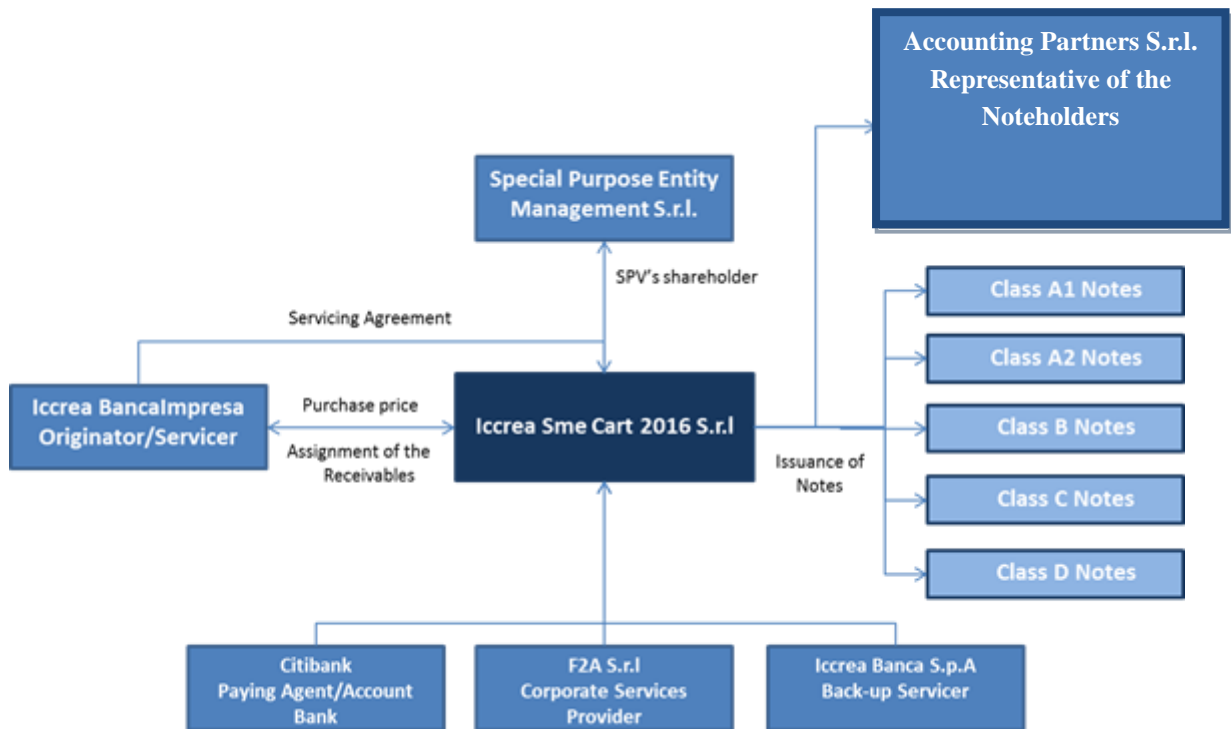 Accounting Partners S.r.l.
Representative of the
Noteholders
Special Purpose Entity
Management S.r.l.
SPV's shareholder
Servicing Agreement
Iccrea BancaImpresa
Originator/Servicer
Purchase price
Assignment of the
Receivables
Iccrea Sme Cart 2016 S.r.l
Issuance of
Notes
Class A1 Notes
Class A2 Notes
Class B Notes
Class C Notes
Class D Notes
Citibank
Paying Agent/Account
Bank
F2A S.r.l
Corporate Services
Provider
Iccrea Banca S.p.A
Back-up Servicer